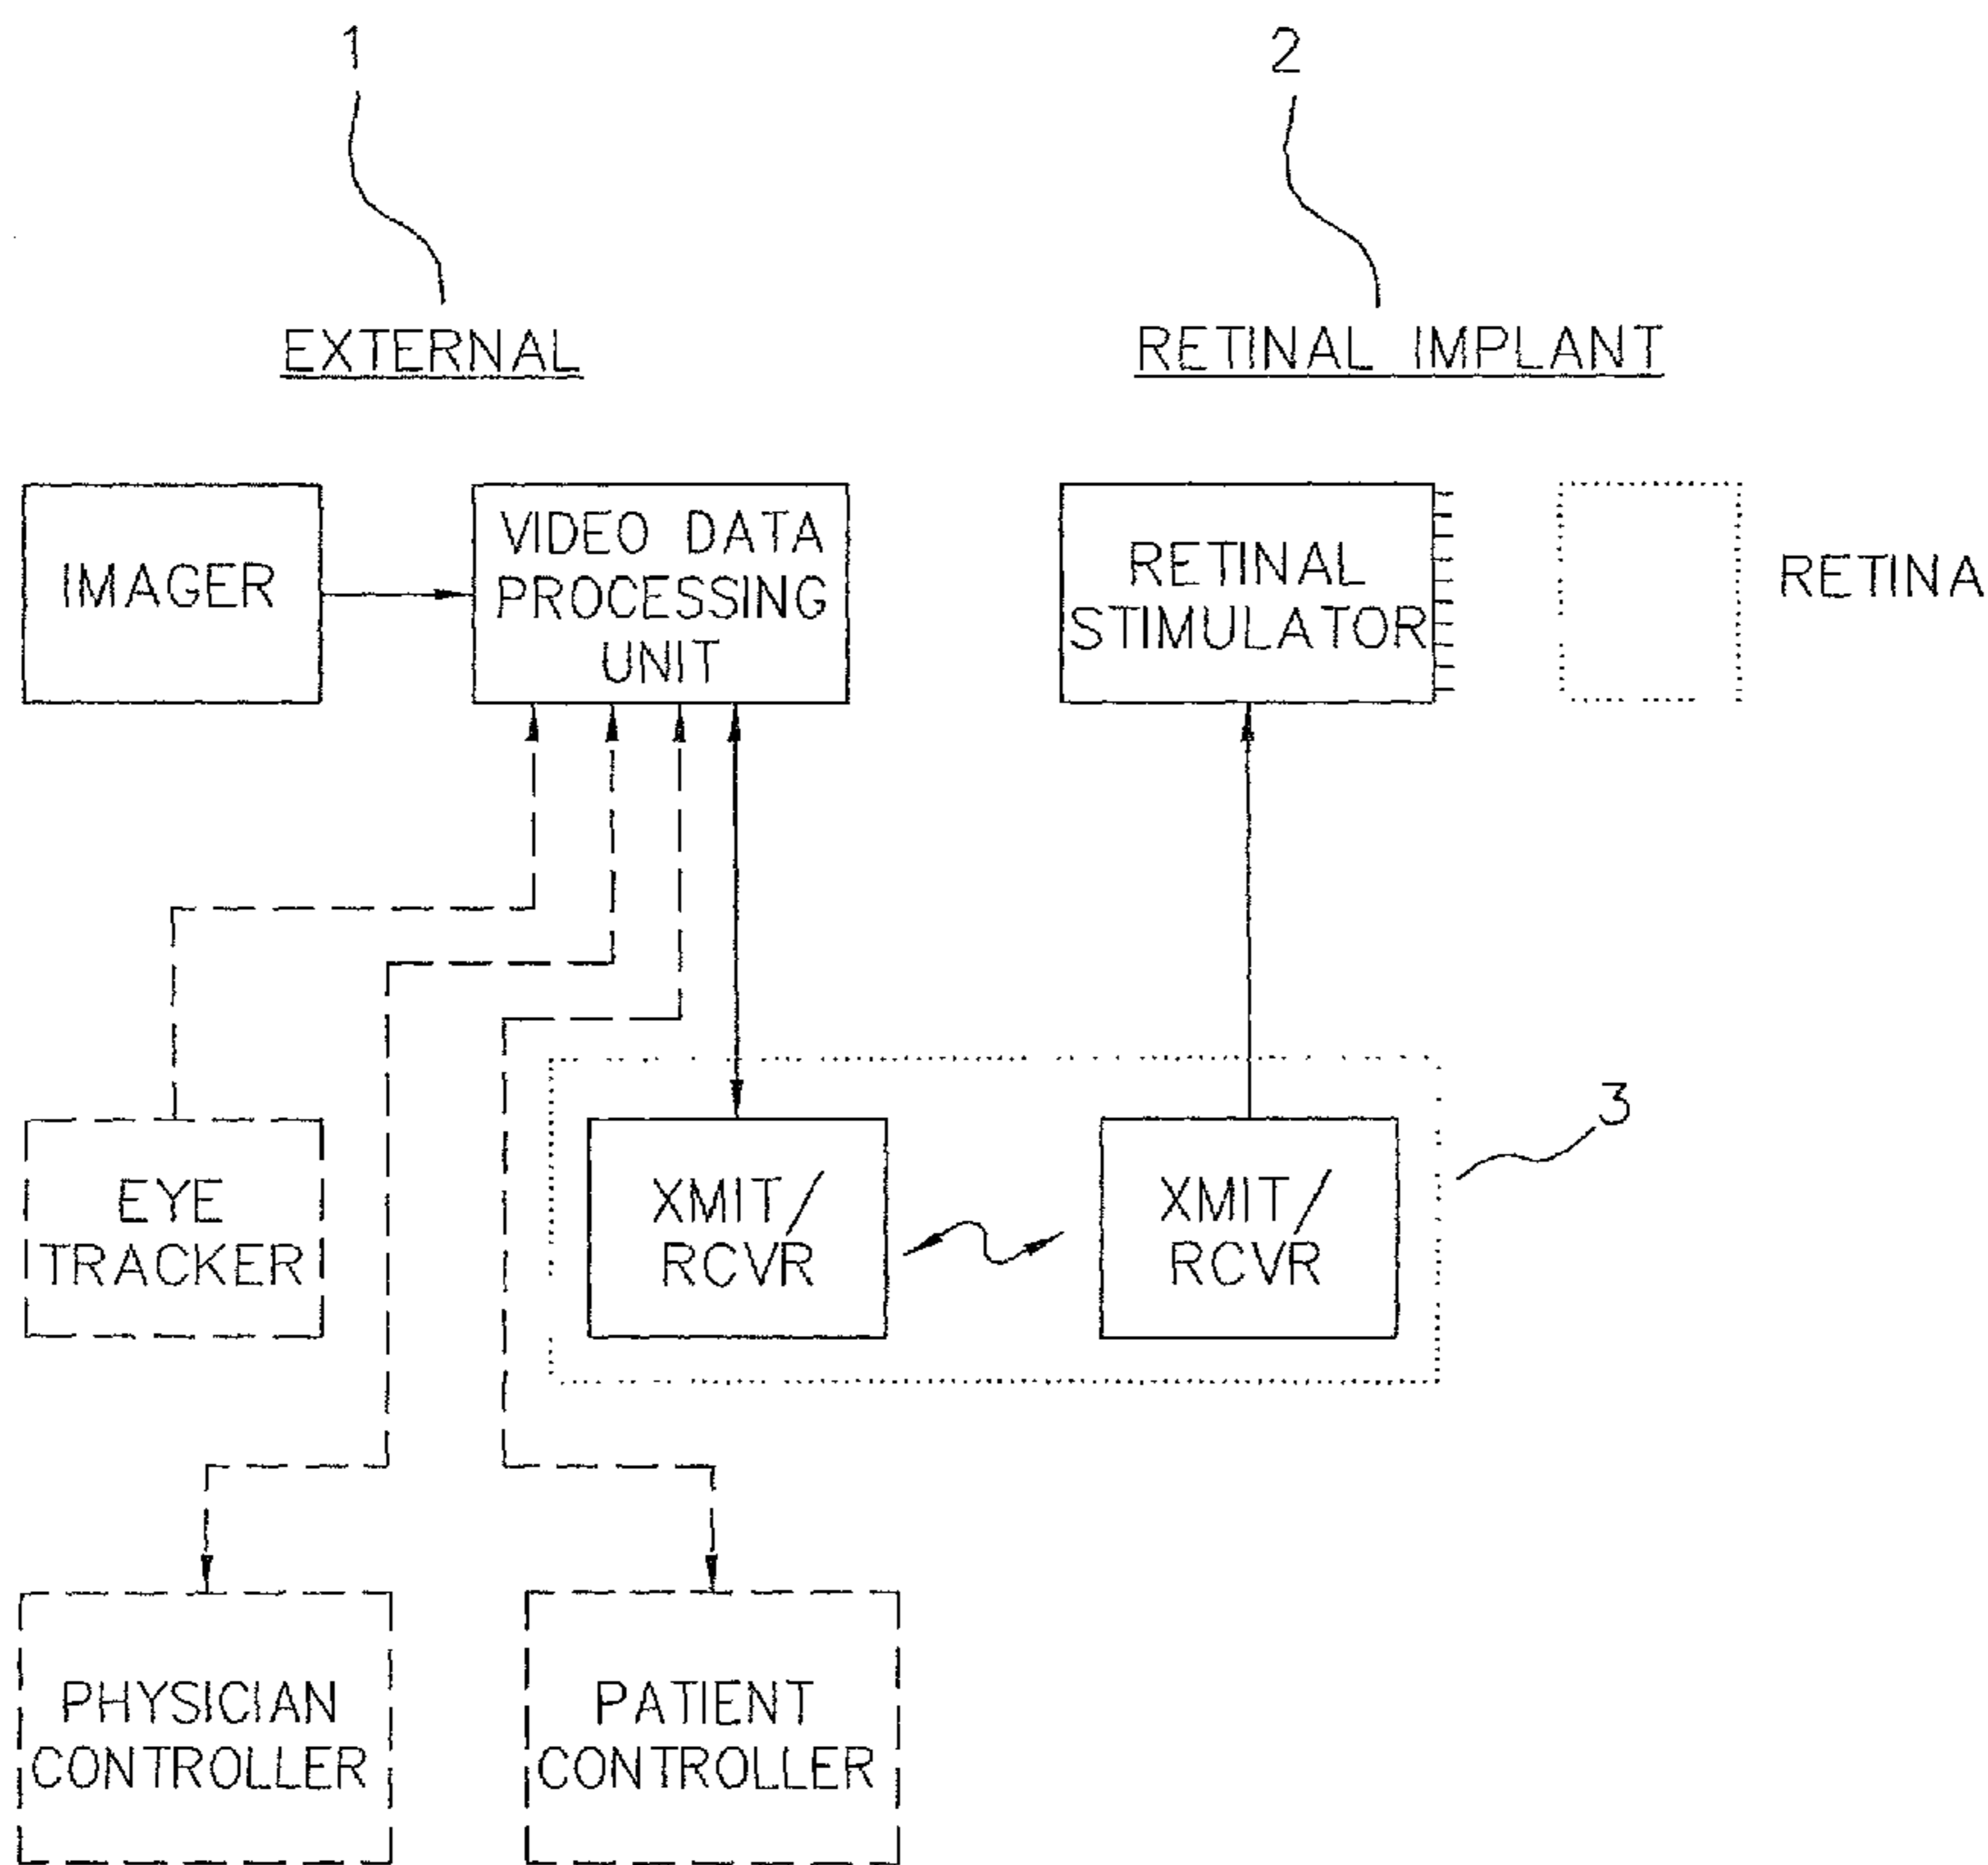 1
2
EXTERNAL
RETINAL IMPLANT
IMAGER
VIDEO DATA
PROCESSING
UNIT
RETINAL
STIMULATOR
RETINA
3
EYE
TRACKER
XMIT/
RCVR
XMIT/
RCVR
PHYSICIAN
CONTROLLER
PATIENT
CONTROLLER